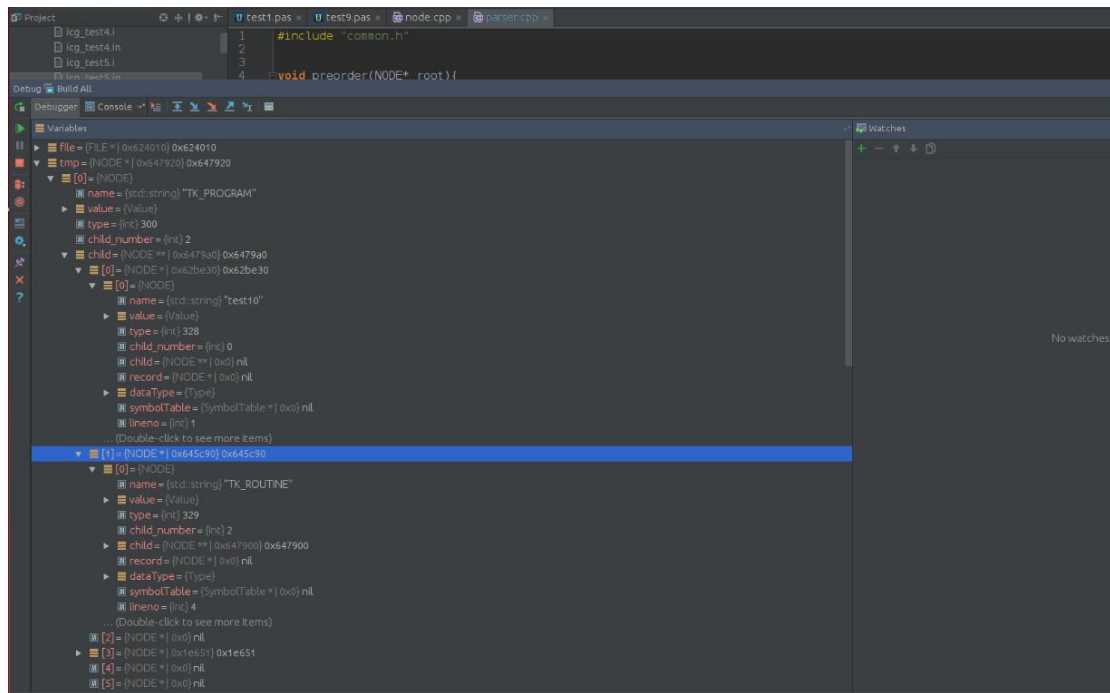 Project test1.pas × test9.pas × node.cpp × parser.cpp ×
icg_test4.i
icg_test4.in
icg_test5.i
icg_test5.in
1 #include "common.h"
2
3
4 void preorder(NODE* root){
Debug Build All
Debugger Console
Variables
Watches
file = {FILE * | 0x624010} 0x624010
tmp = {NODE * | 0x647920} 0x647920
[0] = {NODE}
name = {std::string} "TK_PROGRAM"
value = {Value}
type = {int} 300
child_number = {int} 2
child = {NODE ** | 0x6479a0} 0x6479a0
[0] = {NODE * | 0x62be30} 0x62be30
[0] = {NODE}
name = {std::string} "test10"
value = {Value}
type = {int} 328
child_number = {int} 0
child = {NODE ** | 0x0} nil
record = {NODE * | 0x0} nil
dataType = {Type}
symbolTable = {SymbolTable * | 0x0} nil
lineno = {int} 1
... (Double-click to see more items)
[1] = {NODE * | 0x645c90} 0x645c90
[0] = {NODE}
name = {std::string} "TK_ROUTINE"
value = {Value}
type = {int} 329
child_number = {int} 2
child = {NODE ** | 0x647900} 0x647900
record = {NODE * | 0x0} nil
dataType = {Type}
symbolTable = {SymbolTable * | 0x0} nil
lineno = {int} 4
... (Double-click to see more items)
[2] = {NODE * | 0x0} nil
[3] = {NODE * | 0x1e651} 0x1e651
[4] = {NODE * | 0x0} nil
[5] = {NODE * | 0x0} nil
No watches